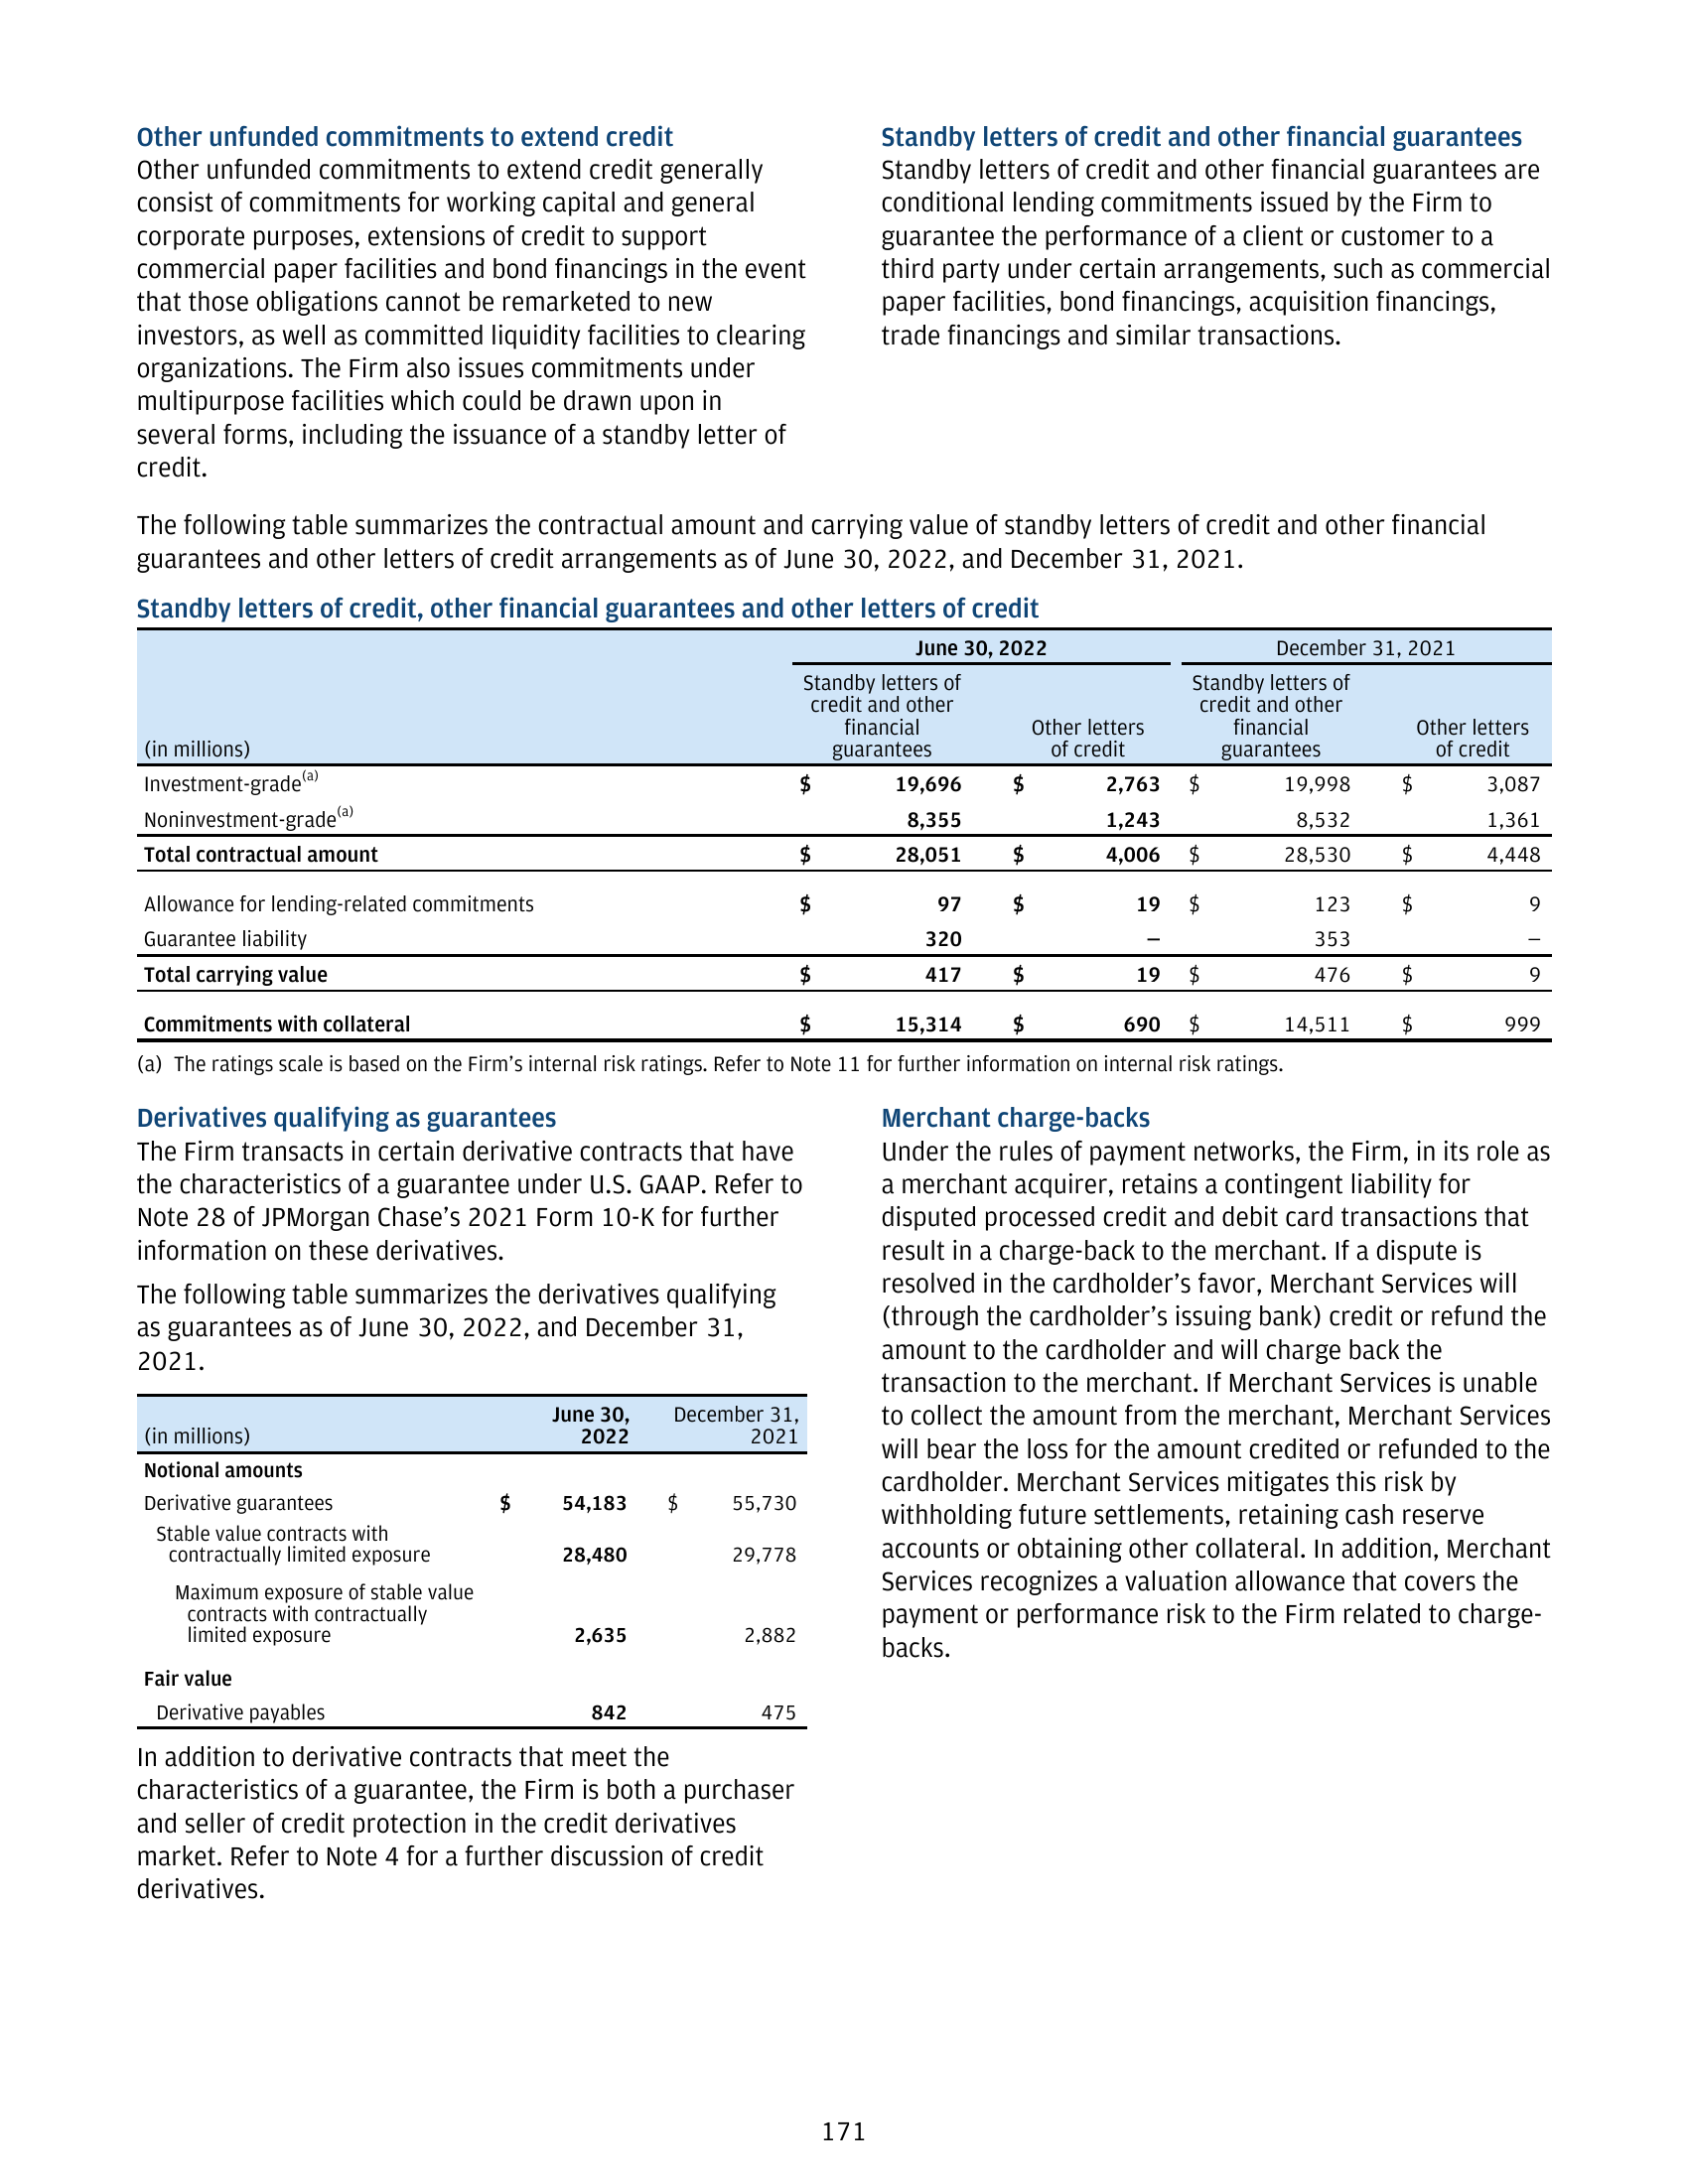 Other unfunded commitments to extend credit
Other unfunded commitments to extend credit generally
consist of commitments for working capital and general
corporate purposes, extensions of credit to support
commercial paper facilities and bond financings in the event
that those obligations cannot be remarketed to new
investors, as well as committed liquidity facilities to clearing
organizations. The Firm also issues commitments under
multipurpose facilities which could be drawn upon in
several forms, including the issuance of a standby letter of
credit.
Standby letters of credit and other financial guarantees
Standby letters of credit and other financial guarantees are
conditional lending commitments issued by the Firm to
guarantee the performance of a client or customer to a
third party under certain arrangements, such as commercial
paper facilities, bond financings, acquisition financings,
trade financings and similar transactions.
The following table summarizes the contractual amount and carrying value of standby letters of credit and other financial
guarantees and other letters of credit arrangements as of June 30, 2022, and December 31, 2021.
Standby letters of credit, other financial guarantees and other letters of credit
June 30, 2022 December 31, 2021
Standby letters of Standby letters of
credit and other credit and other
financial Other letters financial Other letters
(in millions) guarantees of credit guarantees of credit
Investment-grade(a) $ 19,696 $ 2,763 $ 19,998 $ 3,087
Noninvestment-grade(a) 8,355 1,243 8,532 1,361
Total contractual amount $ 28,051 $ 4,006 $ 28,530 $ 4,448
Allowance for lending-related commitments $ 97 $ 19 $ 123 $ 9
Guarantee liability 320 — 353 —
Total carrying value $ 417 $ 19 $ 476 $ 9
Commitments with collateral $ 15,314 $ 690 $ 14,511 $ 999
(a) The ratings scale is based on the Firm's internal risk ratings. Refer to Note 11 for further information on internal risk ratings.
Derivatives qualifying as guarantees
The Firm transacts in certain derivative contracts that have
the characteristics of a guarantee under U.S. GAAP. Refer to
Note 28 of JPMorgan Chase's 2021 Form 10-K for further
information on these derivatives.
The following table summarizes the derivatives qualifying
as guarantees as of June 30, 2022, and December 31,
2021.
June 30, December 31,
(in millions) 2022 2021
Notional amounts
Derivative guarantees $ 54,183 $ 55,730
Stable value contracts with
contractually limited exposure 28,480 29,778
Maximum exposure of stable value
contracts with contractually
limited exposure 2,635 2,882
Fair value
Derivative payables 842 475
In addition to derivative contracts that meet the
characteristics of a guarantee, the Firm is both a purchaser
and seller of credit protection in the credit derivatives
market. Refer to Note 4 for a further discussion of credit
derivatives.
Merchant charge-backs
Under the rules of payment networks, the Firm, in its role as
a merchant acquirer, retains a contingent liability for
disputed processed credit and debit card transactions that
result in a charge-back to the merchant. If a dispute is
resolved in the cardholder's favor, Merchant Services will
(through the cardholder's issuing bank) credit or refund the
amount to the cardholder and will charge back the
transaction to the merchant. If Merchant Services is unable
to collect the amount from the merchant, Merchant Services
will bear the loss for the amount credited or refunded to the
cardholder. Merchant Services mitigates this risk by
withholding future settlements, retaining cash reserve
accounts or obtaining other collateral. In addition, Merchant
Services recognizes a valuation allowance that covers the
payment or performance risk to the Firm related to charge-
backs.
171